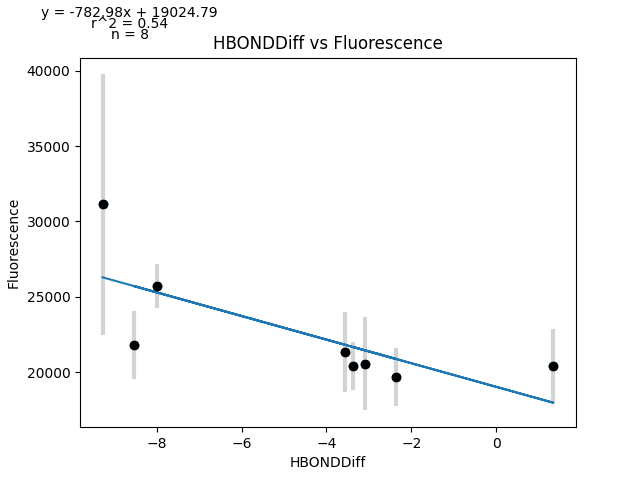 y = -782.98x + 19024.79
r^2 = 0.54
n = 8
HBONDDiff vs Fluorescence
40000
35000
30000
25000
20000
Fluorescence
−8
−6
−4
−2
0
HBONDDiff